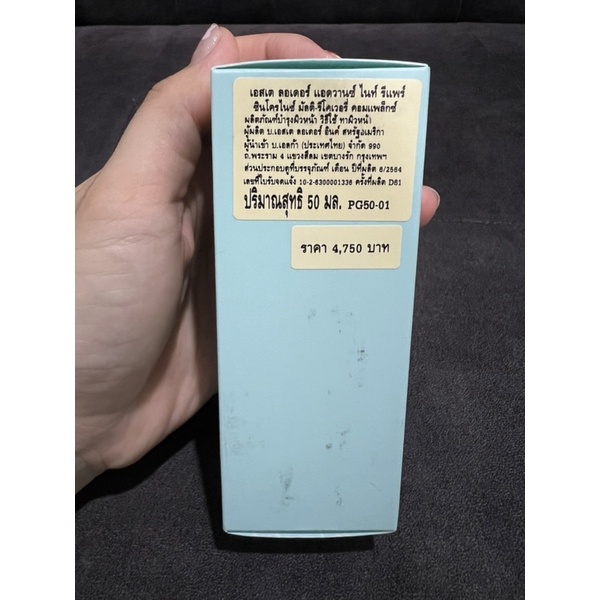 เอสเต ลอเดอร์ แอดวานซ์ ไนท์ รีแพร์
ซินโครไนซ์ มัลติ-รีโคเวอรี่ คอมแพล็กซ์
ผลิตภัณฑ์บำรุงผิวหน้า วิธีใช้ ทาผิวหน้า
ผู้ผลิต บ.เอสเต ลอเดอร์ อิงค์ สหรัฐอเมริกา
ผู้นำเข้า บ.เอลก้า (ประเทศไทย) จำกัด 990
ถ.พระราม 4 แขวงสีลม เขตบางรัก กรุงเทพฯ
ส่วนประกอบดูที่บรรจุภัณฑ์ เดือน ปีที่ผลิต 6/2564
เลขที่ใบรับจดแจ้ง 10-2-6300001336 ครั้งที่ผลิต D61
ปริมาณสุทธิ 50 มล. PG50-01
ราคา 4,750 บาท